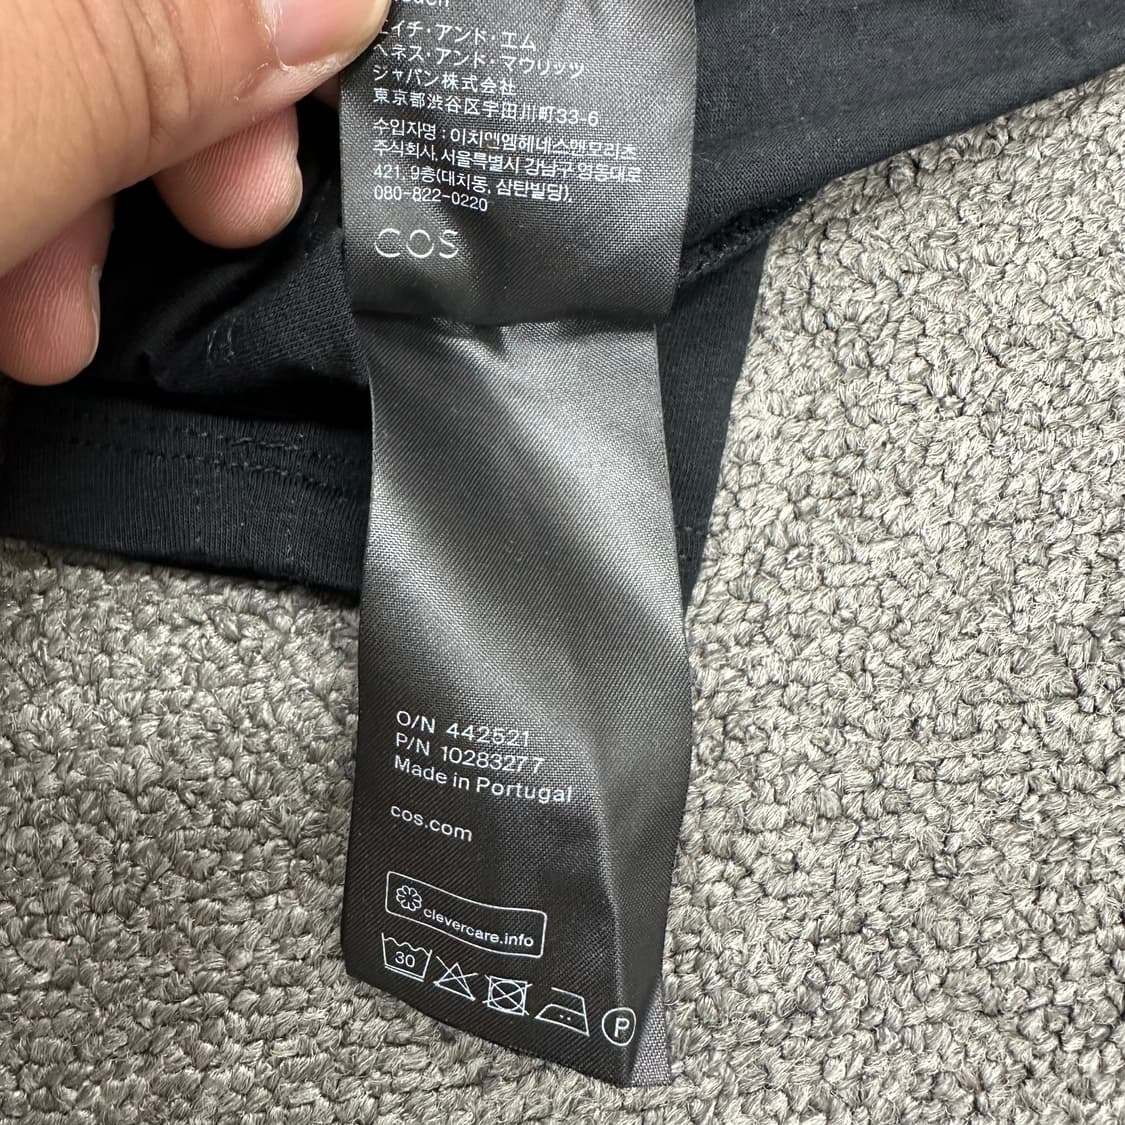 エイチ・アンド・エム
ヘネス・アンド・マウリッツ
ジャパン株式会社
東京都渋谷区宇田川町33-6
수입자명 : 이치앤엠헤네스앤모리츠
주식회사, 서울특별시 강남구 영동대로
421, 9층(대치동, 삼탄빌딩),
080-822-0220
COS
O/N 442521
P/N 10283277
Made in Portugal
cos.com
clevercare.info
30
P